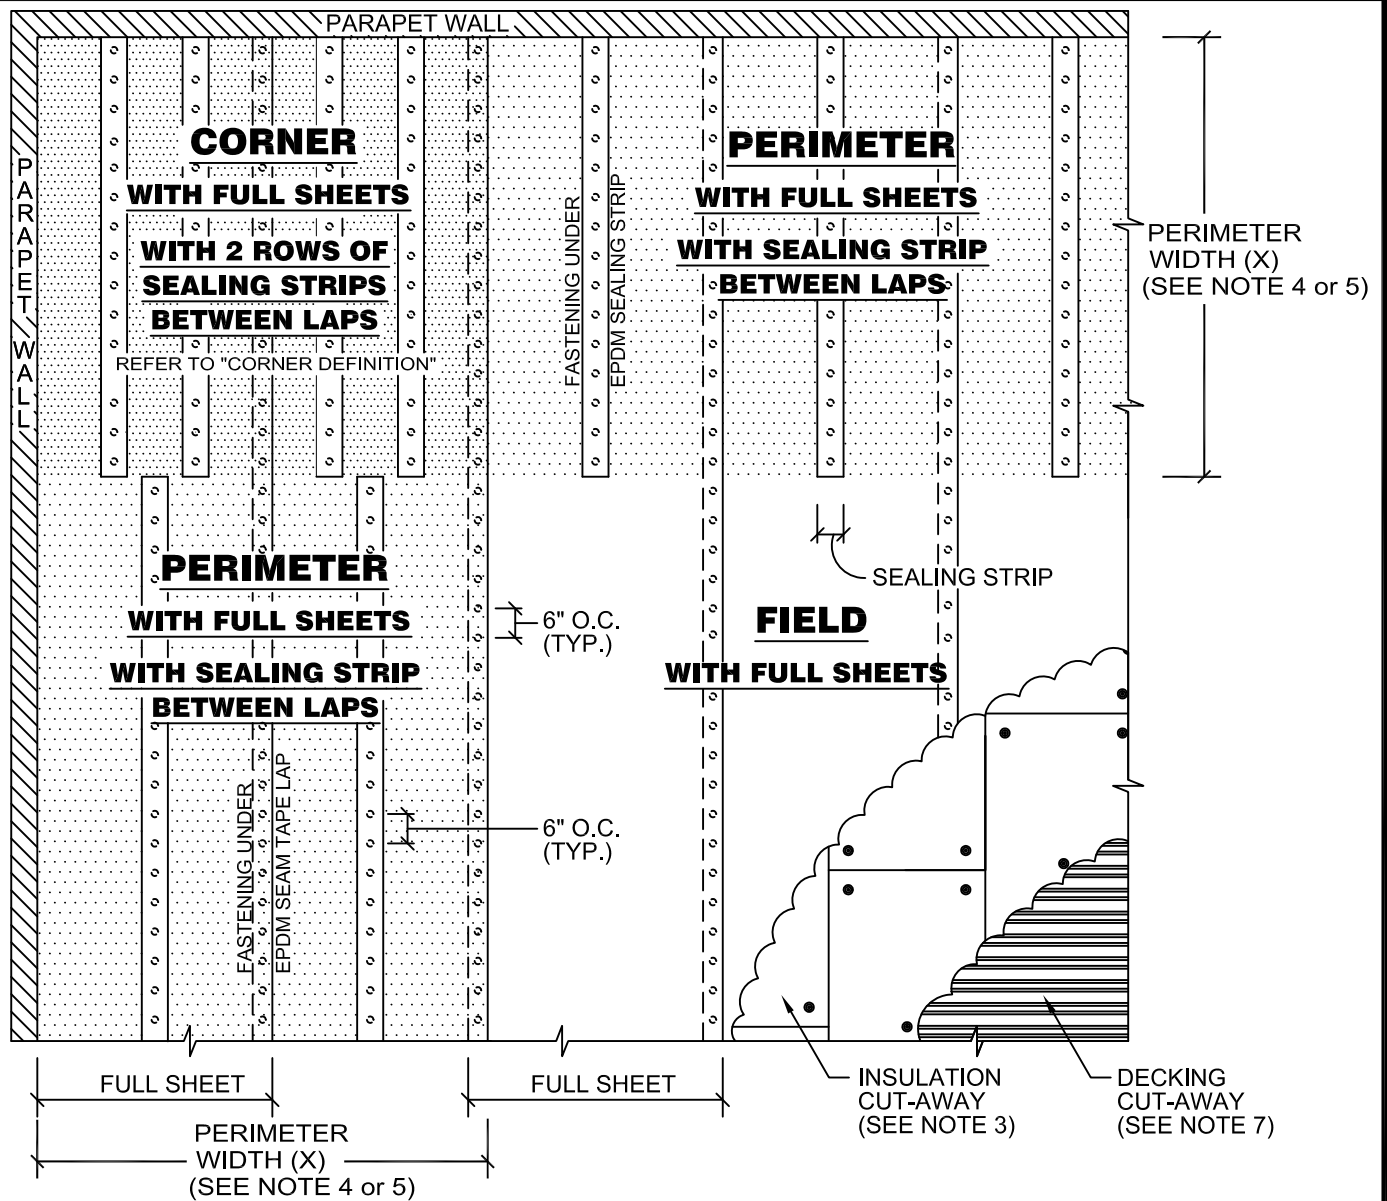 PARAPET WALL
PARAPET WALL
CORNER
WITH FULL SHEETS
WITH 2 ROWS OF
SEALING STRIPS
BETWEEN LAPS
REFER TO "CORNER DEFINITION"
FASTENING UNDER
EPDM SEALING STRIP
PERIMETER
WITH FULL SHEETS
WITH SEALING STRIP
BETWEEN LAPS
PERIMETER
WIDTH (X)
(SEE NOTE 4 or 5)
SEALING STRIP
PERIMETER
WITH FULL SHEETS
WITH SEALING STRIP
BETWEEN LAPS
6" O.C.
(TYP.)
FIELD
WITH FULL SHEETS
FASTENING UNDER
EPDM SEAM TAPE LAP
6" O.C.
(TYP.)
FULL SHEET
FULL SHEET
INSULATION
CUT-AWAY
(SEE NOTE 3)
DECKING
CUT-AWAY
(SEE NOTE 7)
PERIMETER
WIDTH (X)
(SEE NOTE 4 or 5)